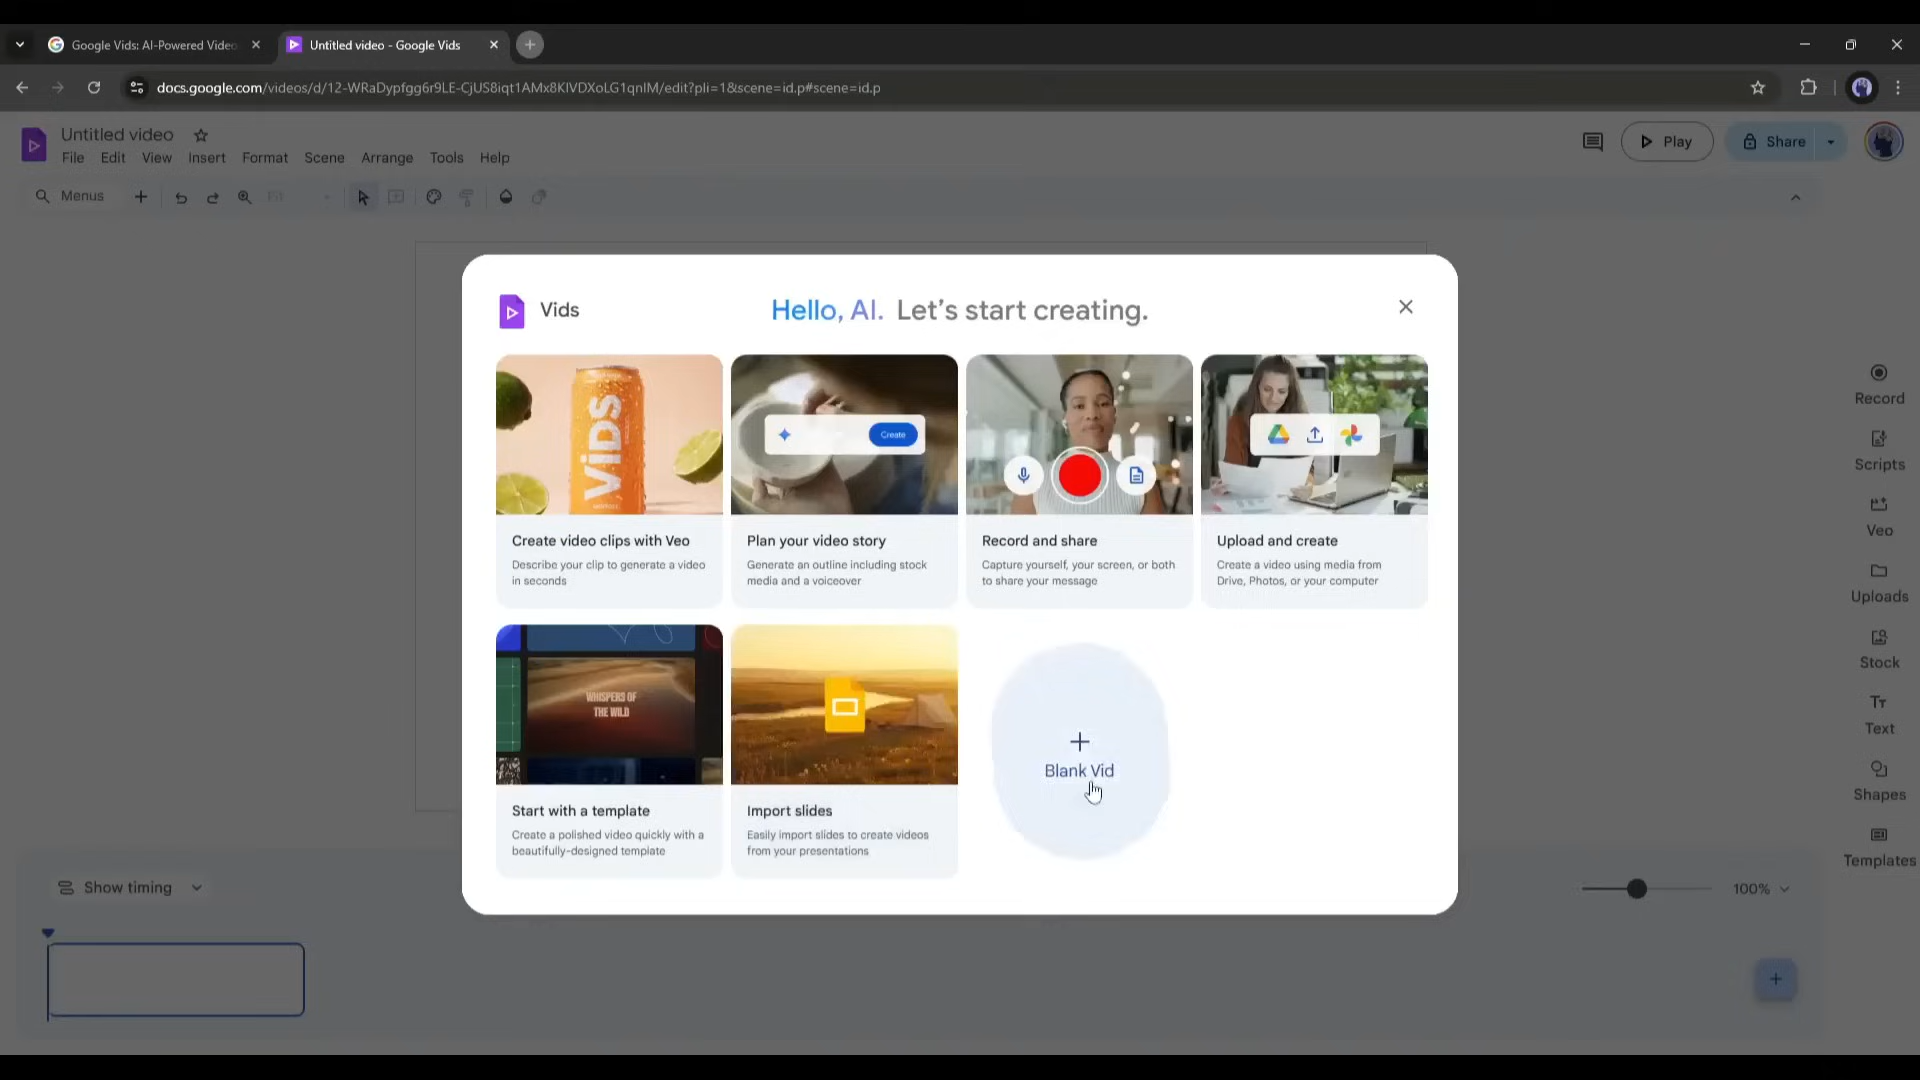 Google Vids: AI-Powered Video
Untitled video - Google Vids
docs.google.com/videos/d/12-WRaDypfgg6r9LE-CjUS8iqt1AMx8KIVDXoLG1qnIM/edit?pli=1&scene=id.p#scene=id.p
Untitled video
File Edit View Insert Format Scene Arrange Tools Help
Play
Share
Menus
Fit
Vids
Hello, AI. Let's start creating.
Vids
Create
Create video clips with Veo
Describe your clip to generate a video
in seconds
Plan your video story
Generate an outline including stock
media and a voiceover
Record and share
Capture yourself, your screen, or both
to share your message
Upload and create
Create a video using media from
Drive, Photos, or your computer
WHISPERS OF
THE WILD
Start with a template
Create a polished video quickly with a
beautifully-designed template
Import slides
Easily import slides to create videos
from your presentations
Blank Vid
Record
Scripts
Veo
Uploads
Stock
Tт
Text
Shapes
Templates
Show timing
100%